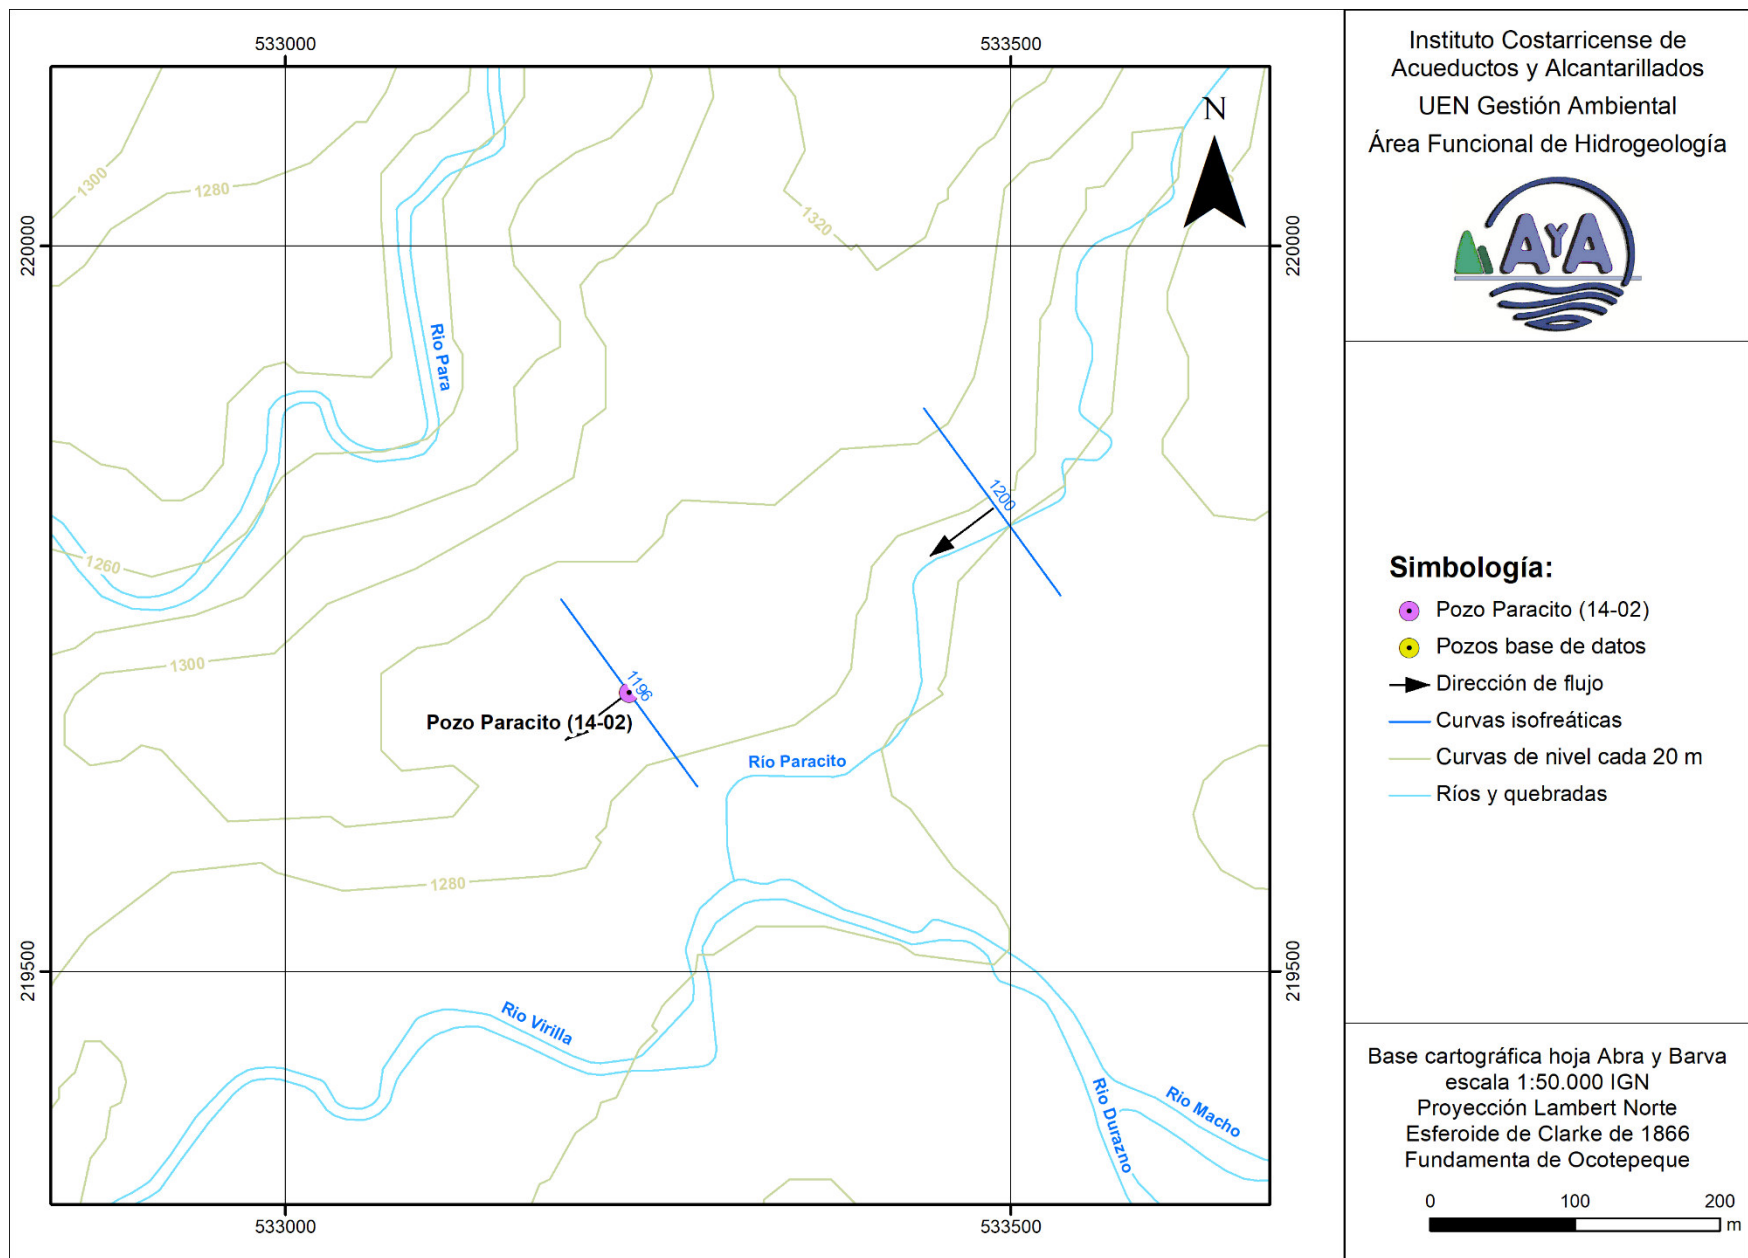 533000
533500
Instituto Costarricense de
Acueductos y Alcantarillados
UEN Gestión Ambiental
Área Funcional de Hidrogeología
AYA
N
1300
1280
1320
220000
220000
Rio Para
1200
1260
1300
1196
Pozo Paracito (14-02)
Río Paracito
1280
219500
219500
Rio Virilla
Rio Durazno
Rio Macho
533000
533500
Simbología:
Pozo Paracito (14-02)
Pozos base de datos
Dirección de flujo
Curvas isofreáticas
Curvas de nivel cada 20 m
Ríos y quebradas
Base cartográfica hoja Abra y Barva
escala 1:50.000 IGN
Proyección Lambert Norte
Esferoide de Clarke de 1866
Fundamenta de Ocotepeque
0 100 200
m